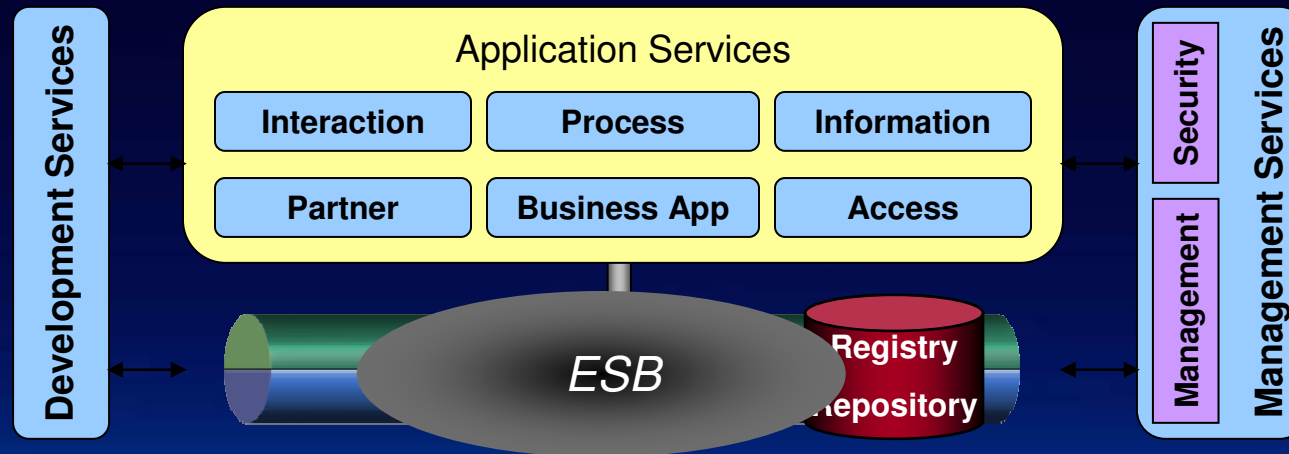 Development Services
Application Services
Interaction
Process
Information
Partner
Business App
Access
ESB
Registry
Repository
Security
Management
Management Services